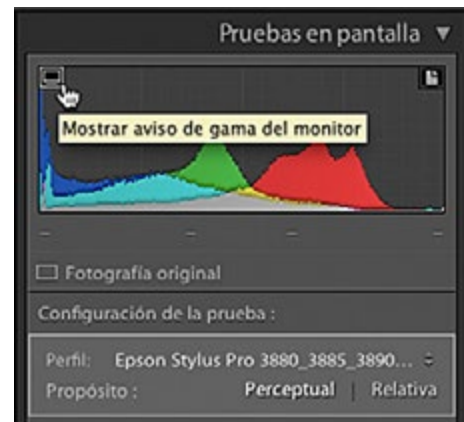 Pruebas en pantalla
Mostrar aviso de gama del monitor
Fotografía original
Configuración de la prueba :
Perfil: Epson Stylus Pro 3880_3885_3890...
Propósito : Perceptual | Relativa